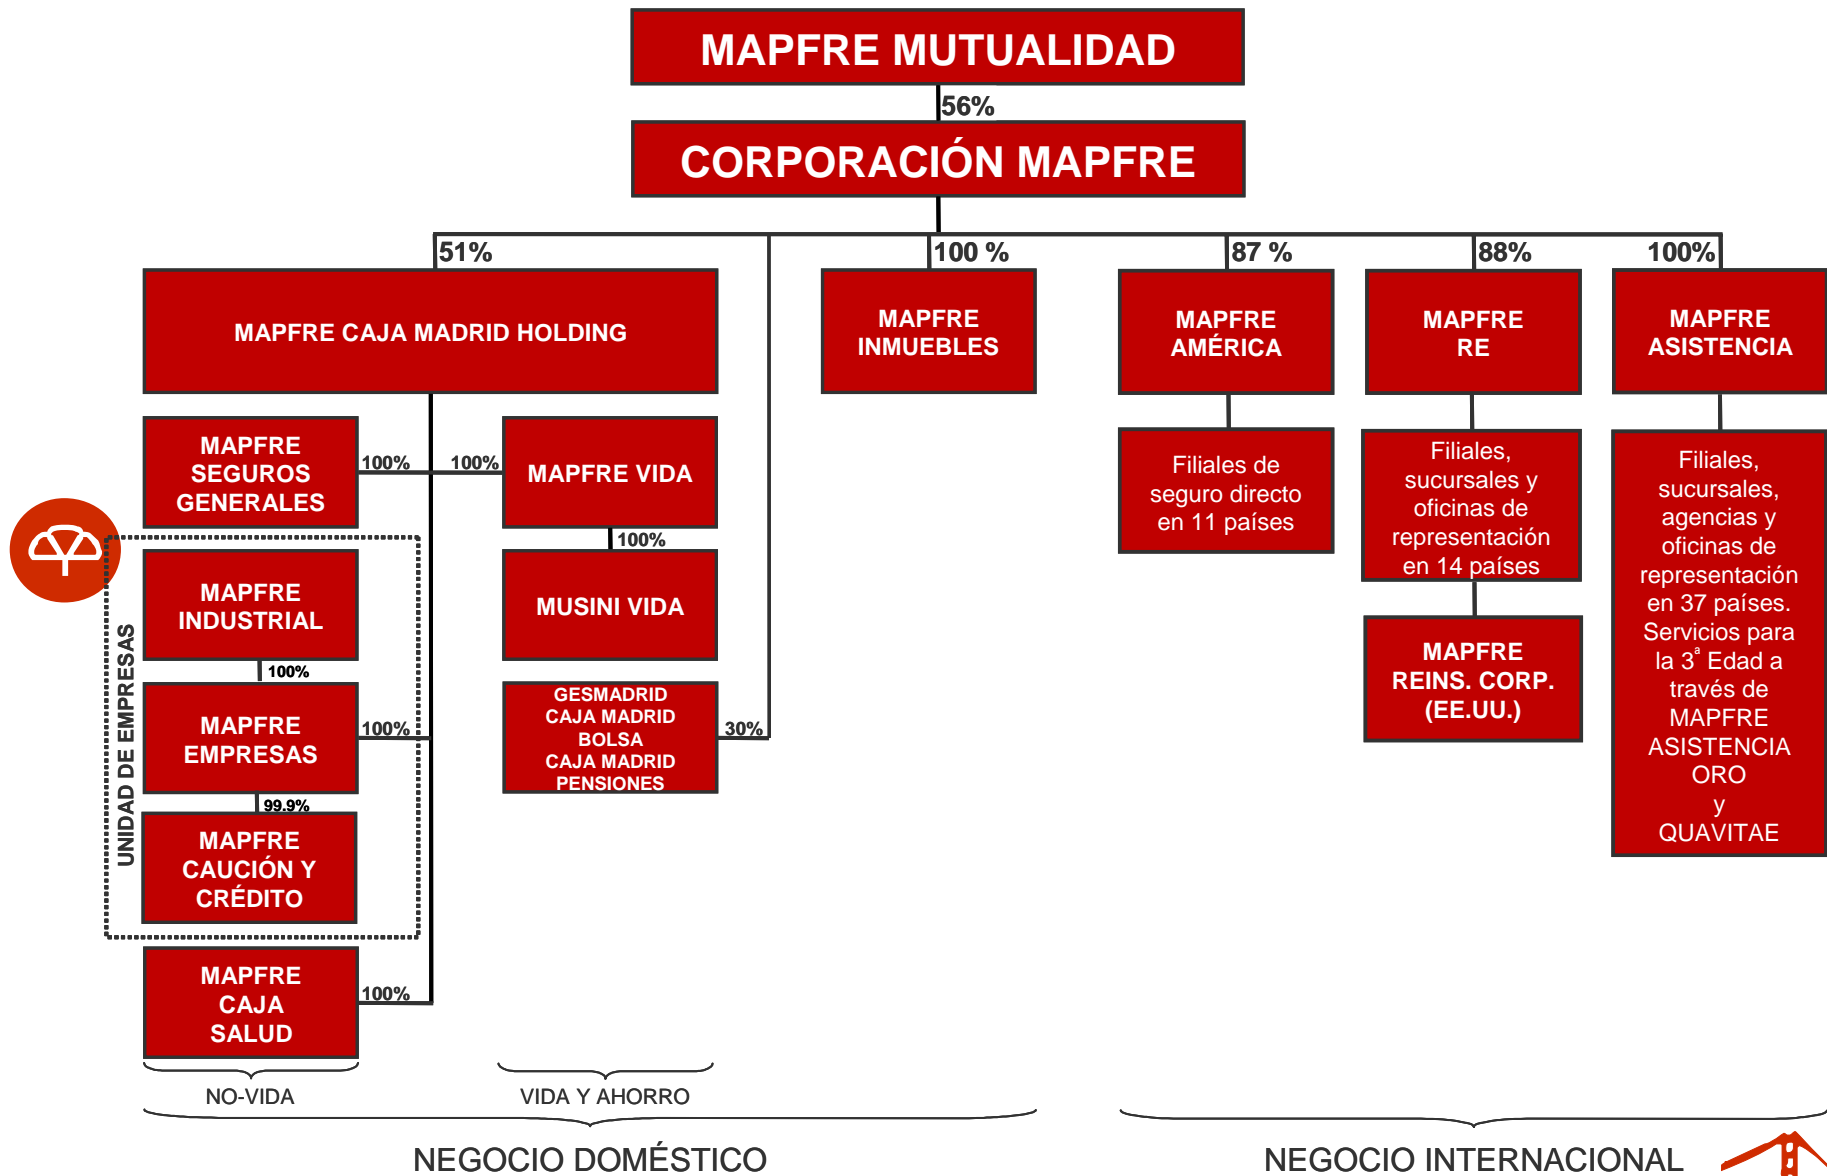 MAPFRE MUTUALIDAD
56%
CORPORACIÓN MAPFRE
51%
100 %
87 %
88%
100%
MAPFRE CAJA MADRID HOLDING
MAPFRE
INMUEBLES
MAPFRE
AMÉRICA
MAPFRE
RE
MAPFRE
ASISTENCIA
MAPFRE
SEGUROS
GENERALES
100%
100%
MAPFRE VIDA
100%
MUSINI VIDA
GESMADRID
CAJA MADRID
BOLSA
CAJA MADRID
PENSIONES
30%
UNIDAD DE EMPRESAS
MAPFRE
INDUSTRIAL
100%
MAPFRE
EMPRESAS
100%
99.9%
MAPFRE
CAUCIÓN Y
CRÉDITO
MAPFRE
CAJA
SALUD
100%
Filiales de
seguro directo
en 11 países
Filiales,
sucursales y
oficinas de
representación
en 14 países
MAPFRE
REINS. CORP.
(EE.UU.)
Filiales,
sucursales,
agencias y
oficinas de
representación
en 37 países.
Servicios para
la 3ª Edad a
través de
MAPFRE
ASISTENCIA
ORO
y
QUAVITAE
NO-VIDA
VIDA Y AHORRO
NEGOCIO DOMÉSTICO
NEGOCIO INTERNACIONAL